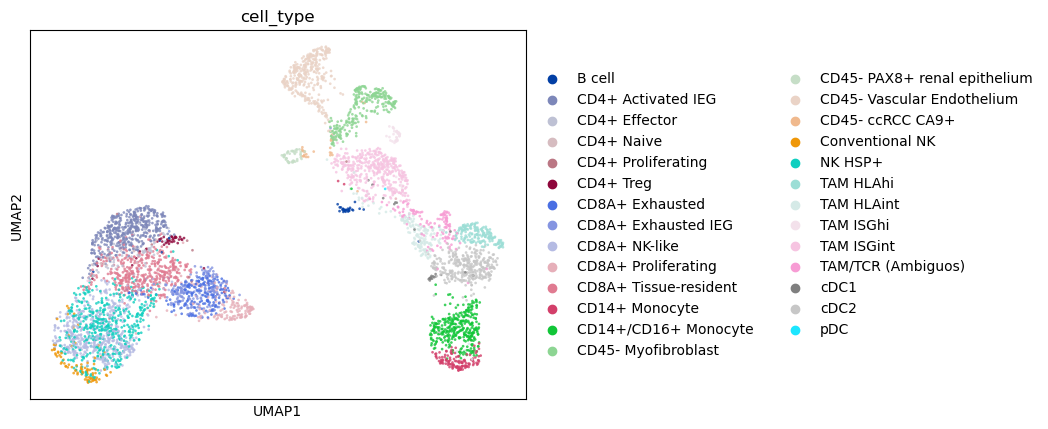 cell_type
UMAP2
UMAP1
B cell
CD4+ Activated IEG
CD4+ Effector
CD4+ Naive
CD4+ Proliferating
CD4+ Treg
CD8A+ Exhausted
CD8A+ Exhausted IEG
CD8A+ NK-like
CD8A+ Proliferating
CD8A+ Tissue-resident
CD14+ Monocyte
CD14+/CD16+ Monocyte
CD45- Myofibroblast
CD45- PAX8+ renal epithelium
CD45- Vascular Endothelium
CD45- ccRCC CA9+
Conventional NK
NK HSP+
TAM HLAhi
TAM HLAint
TAM ISGhi
TAM ISGint
TAM/TCR (Ambiguos)
cDC1
cDC2
pDC